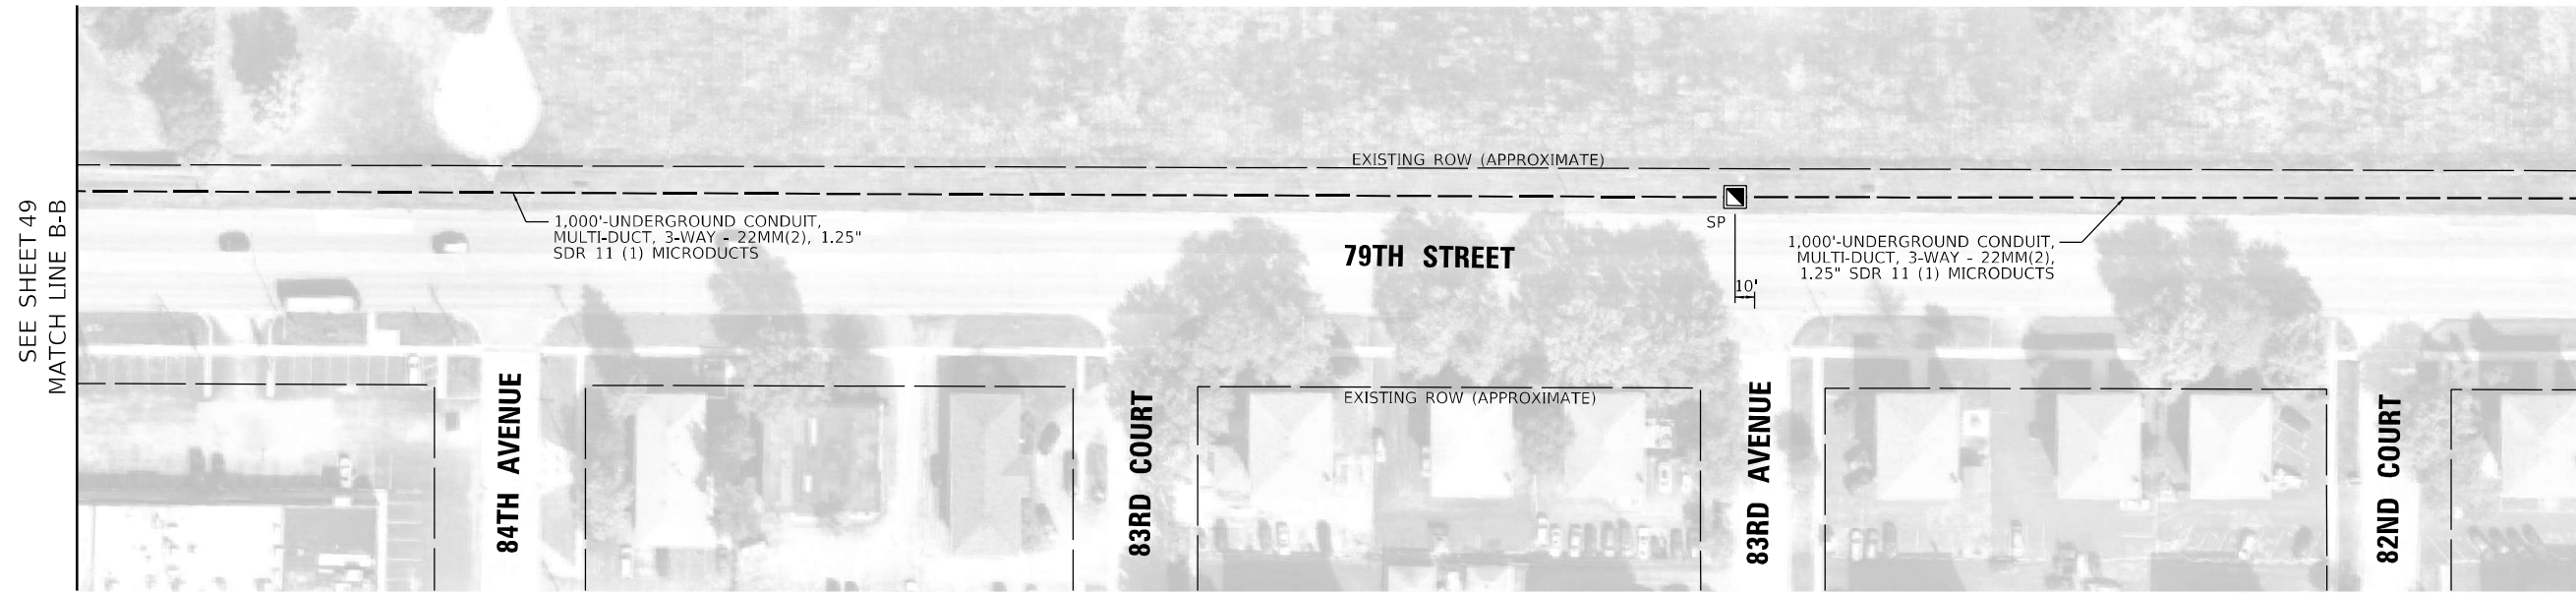 SEE SHEET 49
MATCH LINE B-B
EXISTING ROW (APPROXIMATE)
1,000'-UNDERGROUND CONDUIT,
MULTI-DUCT, 3-WAY - 22MM(2), 1.25"
SDR 11 (1) MICRODUCTS
79TH STREET
SP
10'
1,000'-UNDERGROUND CONDUIT,
MULTI-DUCT, 3-WAY - 22MM(2),
1.25" SDR 11 (1) MICRODUCTS
EXISTING ROW (APPROXIMATE)
84TH AVENUE
83RD COURT
83RD AVENUE
82ND COURT